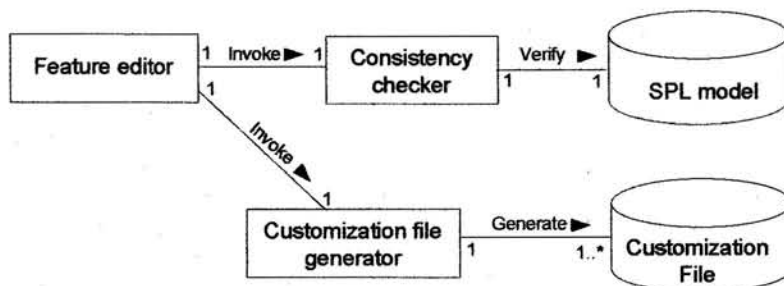 1 Invoke 1 Consistency checker Verify
Feature editor
1 1 1 SPL model
Invoke
1
Customization file generator
Generate
1 1..* Customization File